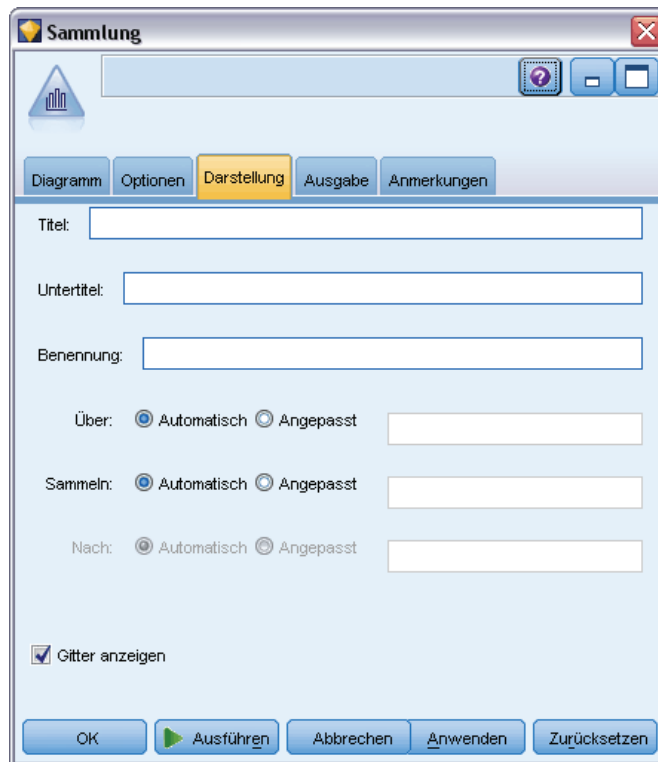 Sammlung
?
Diagramm Optionen Darstellung Ausgabe Anmerkungen
Titel:
Untertitel:
Benennung:
Über: Automatisch Angepasst
Sammeln: Automatisch Angepasst
Nach: Automatisch Angepasst
Gitter anzeigen
OK Ausführen Abbrechen Anwenden Zurücksetzen